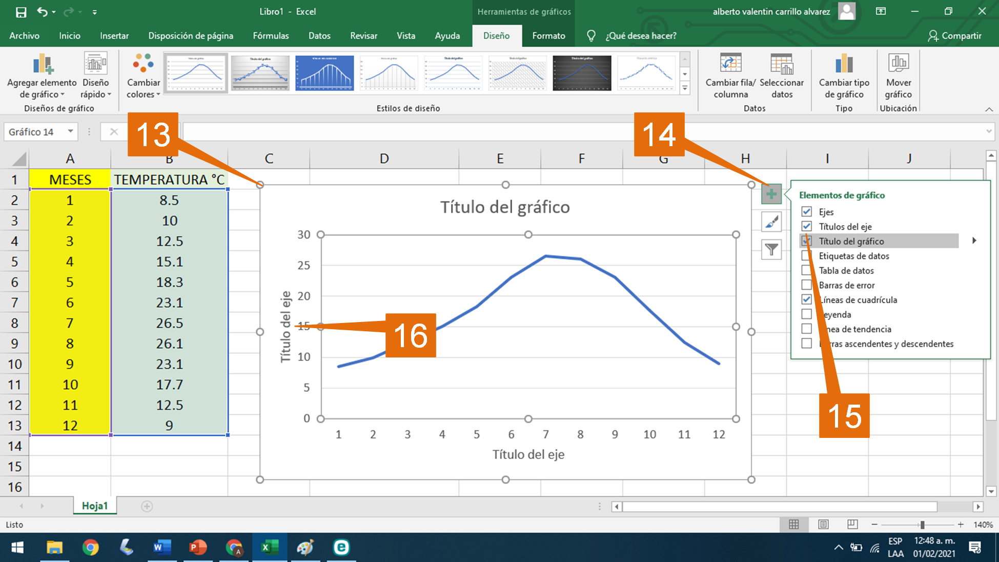 Libro1 - Excel
Herramientas de gráficos
alberto valentin carrillo alvarez
Archivo Inicio Insertar Disposición de página Fórmulas Datos Revisar Vista Ayuda Diseño Formato ¿Qué desea hacer? Compartir
Agregar elemento de gráfico
Diseño rápido
Diseños de gráfico
Cambiar colores
Estilos de diseño
Cambiar fila/ columna
Seleccionar datos
Datos
Cambiar tipo de gráfico
Tipo
Mover gráfico
Ubicación
Gráfico 14
13
14
A B C D E F G H I J
1 MESES TEMPERATURA °C
2 1 8.5
3 2 10
4 3 12.5
5 4 15.1
6 5 18.3
7 6 23.1
8 7 26.5
9 8 26.1
10 9 23.1
11 10 17.7
12 11 12.5
13 12 9
14
15
16
Título del gráfico
30
25
20
15
10
5
0
Título del eje
16
1 2 3 4 5 6 7 8 9 10 11 12
Título del eje
Elementos de gráfico
Ejes
Títulos del eje
Título del gráfico
Etiquetas de datos
Tabla de datos
Barras de error
Líneas de cuadrícula
eyenda
nea de tendencia
rras ascendentes y descendentes
15
Hoja1
Listo
140%
ESP
LAA
12:48 a. m.
01/02/2021